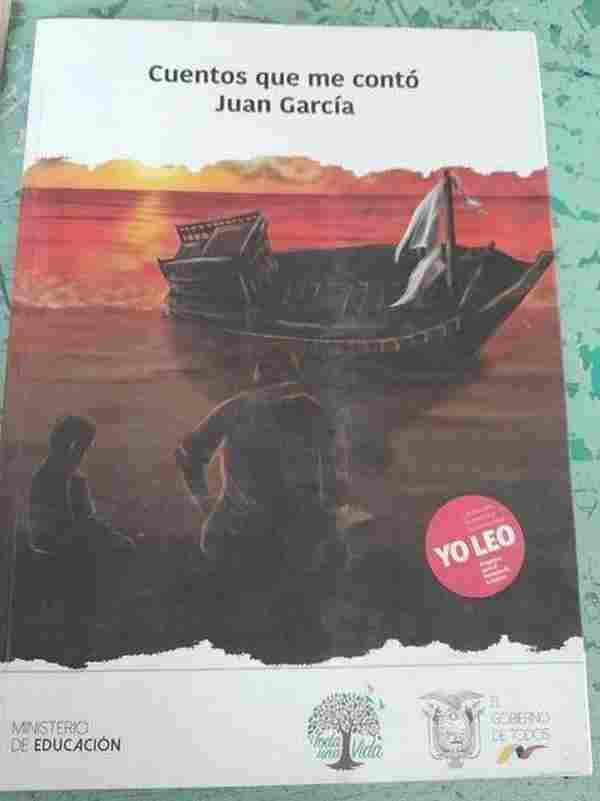 Cuentos que me contó
Juan García
YO LEO
MINISTERIO
DE EDUCACIÓN
Toda
una Vida
EL
GOBIERNO
DE TODOS